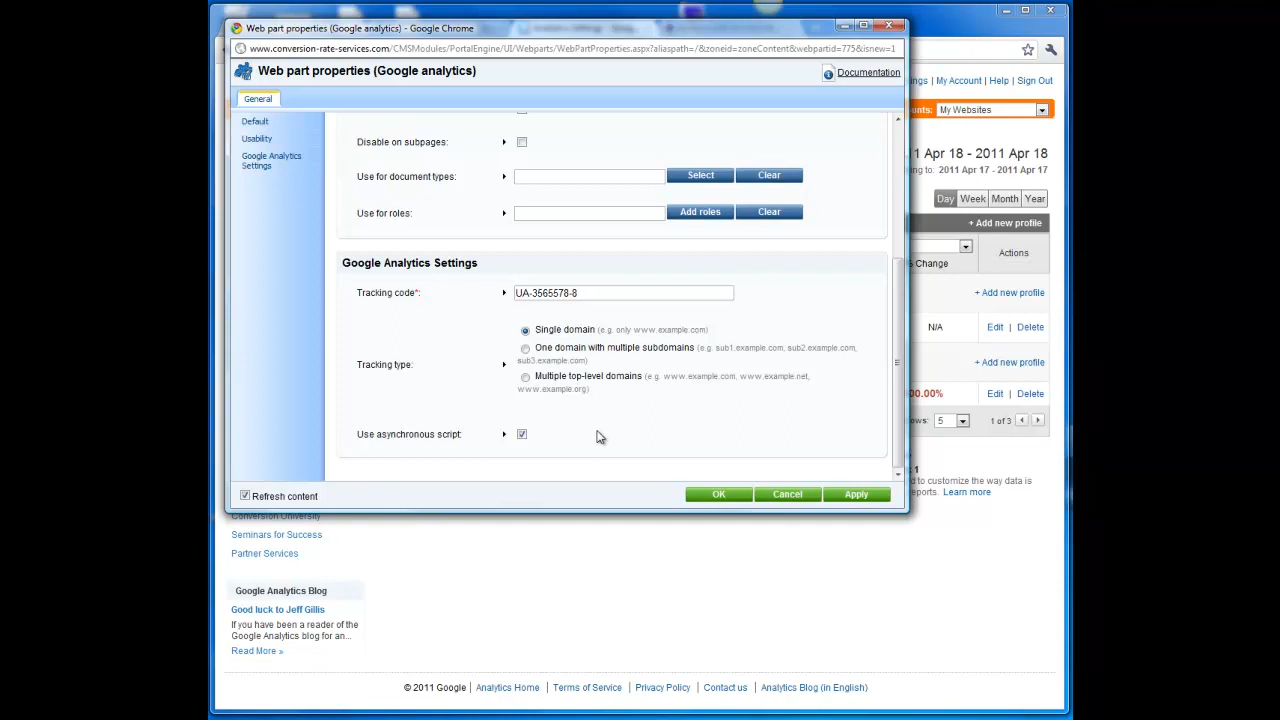 Web part properties (Google analytics) - Google Chrome
www.conversion-rate-services.com/CMSModules/PortalEngine/UI/Webparts/WebPartProperties.aspx?aliaspath=/&zoneid=zoneContent&webpartid=775&isnew=1
Web part properties (Google analytics)
Documentation
ngs | My Account | Help | Sign Out
General
unts: My Websites
Default
Usability
Google Analytics
Settings
Disable on subpages:
Use for document types:
Select
Clear
Use for roles:
Add roles
Clear
11 Apr 18 - 2011 Apr 18
ing to: 2011 Apr 17 - 2011 Apr 17
Day Week Month Year
+ Add new profile
Actions
% Change
+ Add new profile
N/A
Edit | Delete
+ Add new profile
00.00%
Edit | Delete
ows: 5
1 of 3
Google Analytics Settings
Tracking code*:
UA-3565578-8
Single domain (e.g. only www.example.com)
One domain with multiple subdomains (e.g. sub1.example.com, sub2.example.com,
sub3.example.com)
Tracking type:
Multiple top-level domains (e.g. www.example.com, www.example.net,
www.example.org)
Use asynchronous script:
1
d to customize the way data is
eports. Learn more
Refresh content
OK
Cancel
Apply
Conversion University
Seminars for Success
Partner Services
Google Analytics Blog
Good luck to Jeff Gillis
If you have been a reader of the
Google Analytics blog for an...
Read More »
© 2011 Google | Analytics Home | Terms of Service | Privacy Policy | Contact us | Analytics Blog (in English)